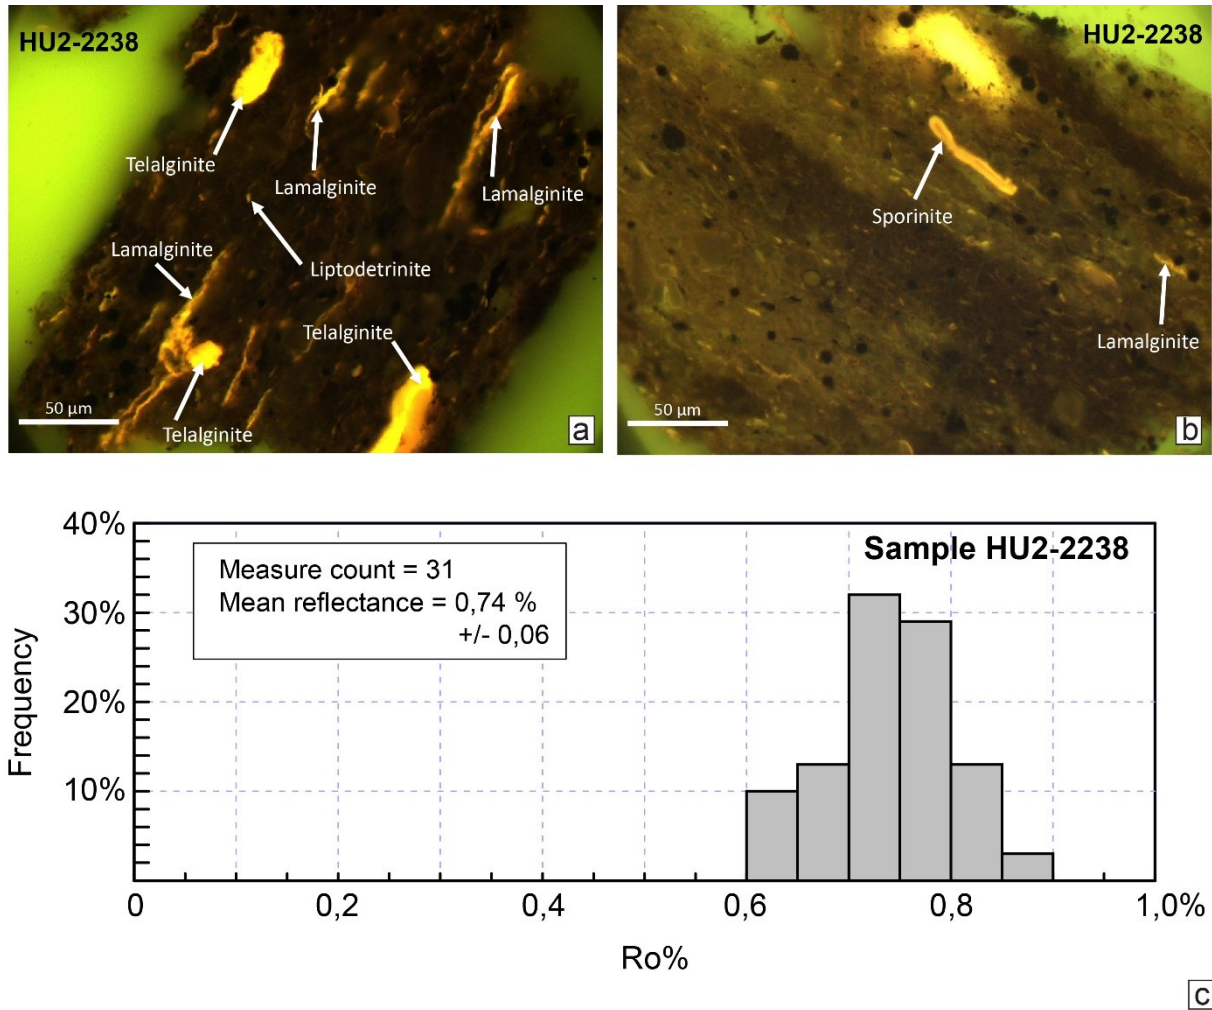 HU2-2238
Telalginite
Lamalginite
Lamalginite
Lamalginite
Liptodetrinite
Telalginite
Telalginite
50 µm
a
HU2-2238
Sporinite
Lamalginite
50 µm
b
40%
30%
20%
10%
Frequency
Measure count = 31
Mean reflectance = 0,74 %
+/- 0,06
Sample HU2-2238
0
0,2
0,4
0,6
0,8
1,0%
Ro%
c